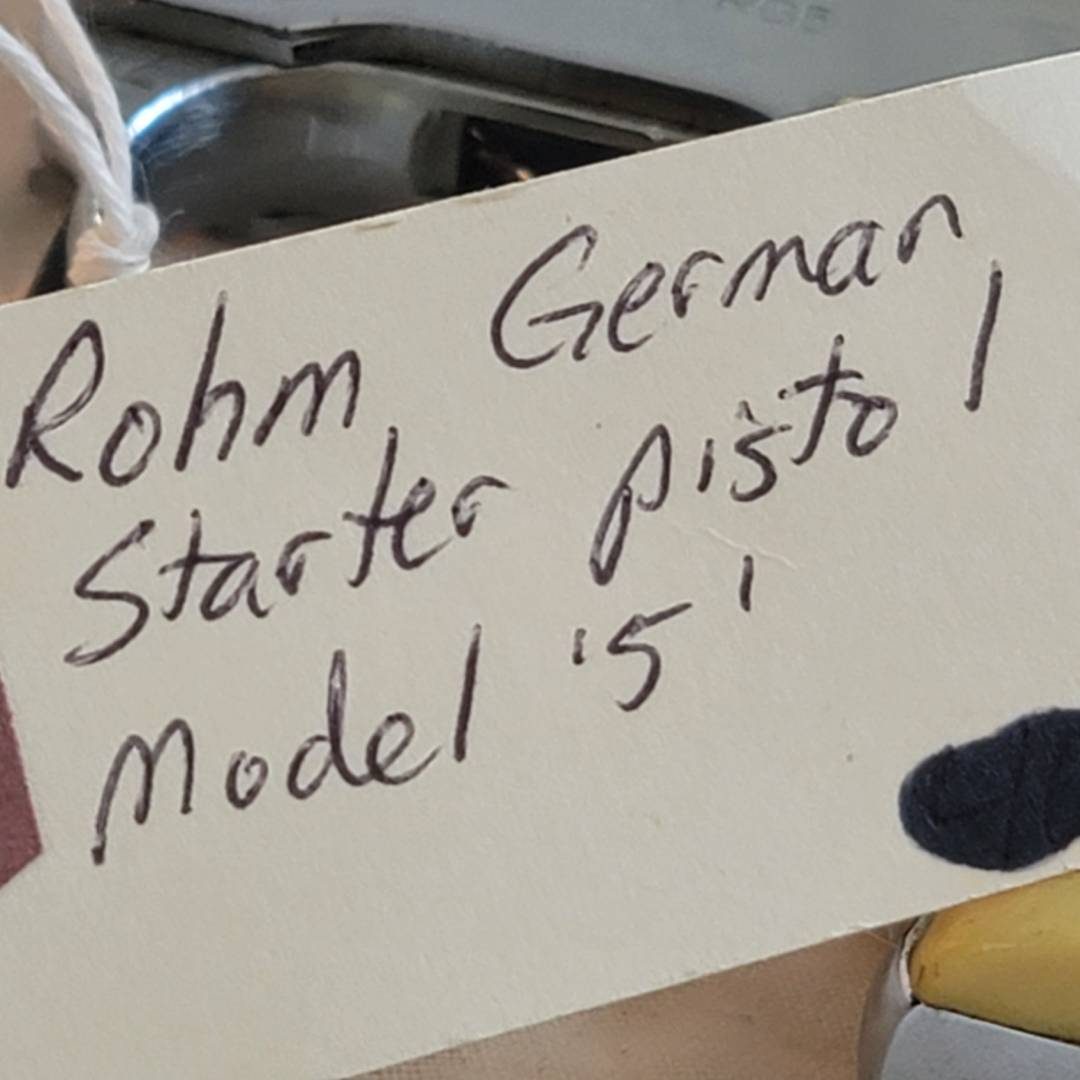 Rohm German
Starter pistol
Model '5'